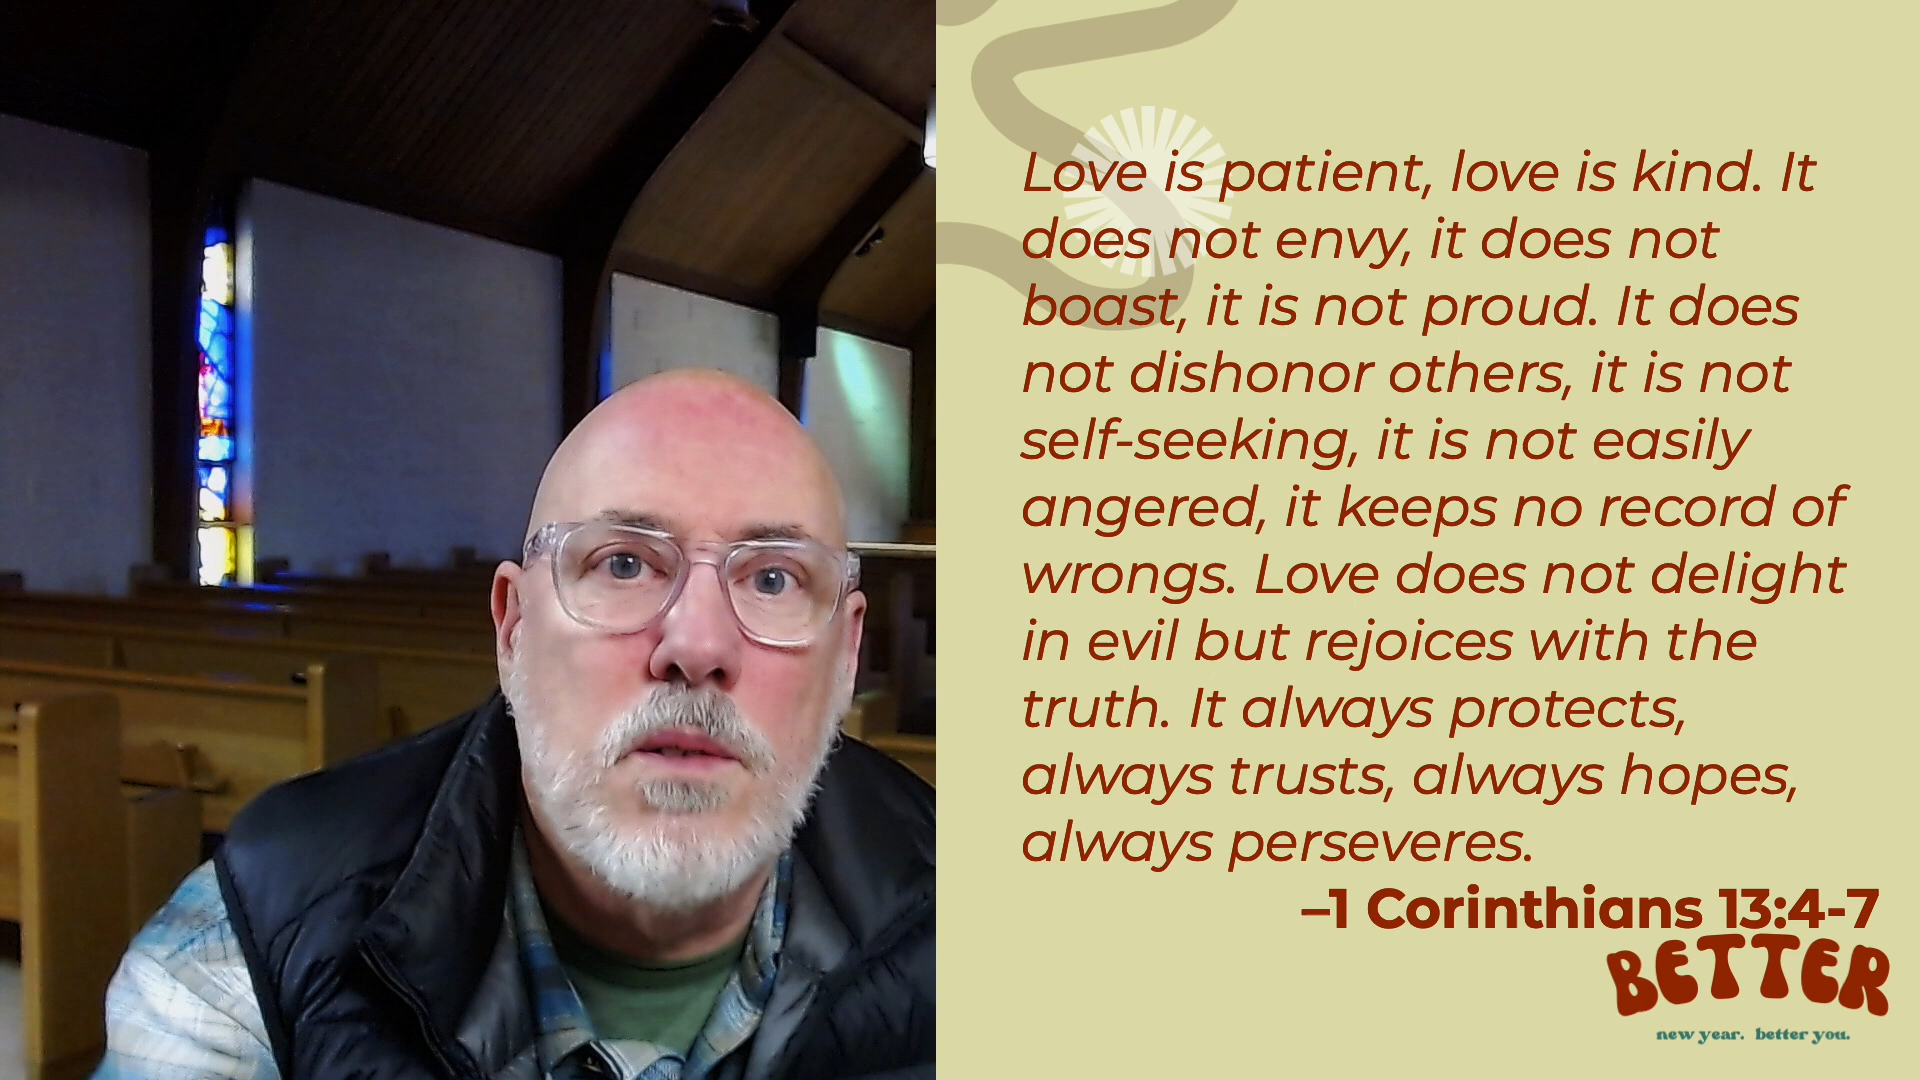 Love is patient, love is kind. It
does not envy, it does not
boast, it is not proud. It does
not dishonor others, it is not
self-seeking, it is not easily
angered, it keeps no record of
wrongs. Love does not delight
in evil but rejoices with the
truth. It always protects,
always trusts, always hopes,
always perseveres.
–1 Corinthians 13:4-7
BETTER
new year. better you.